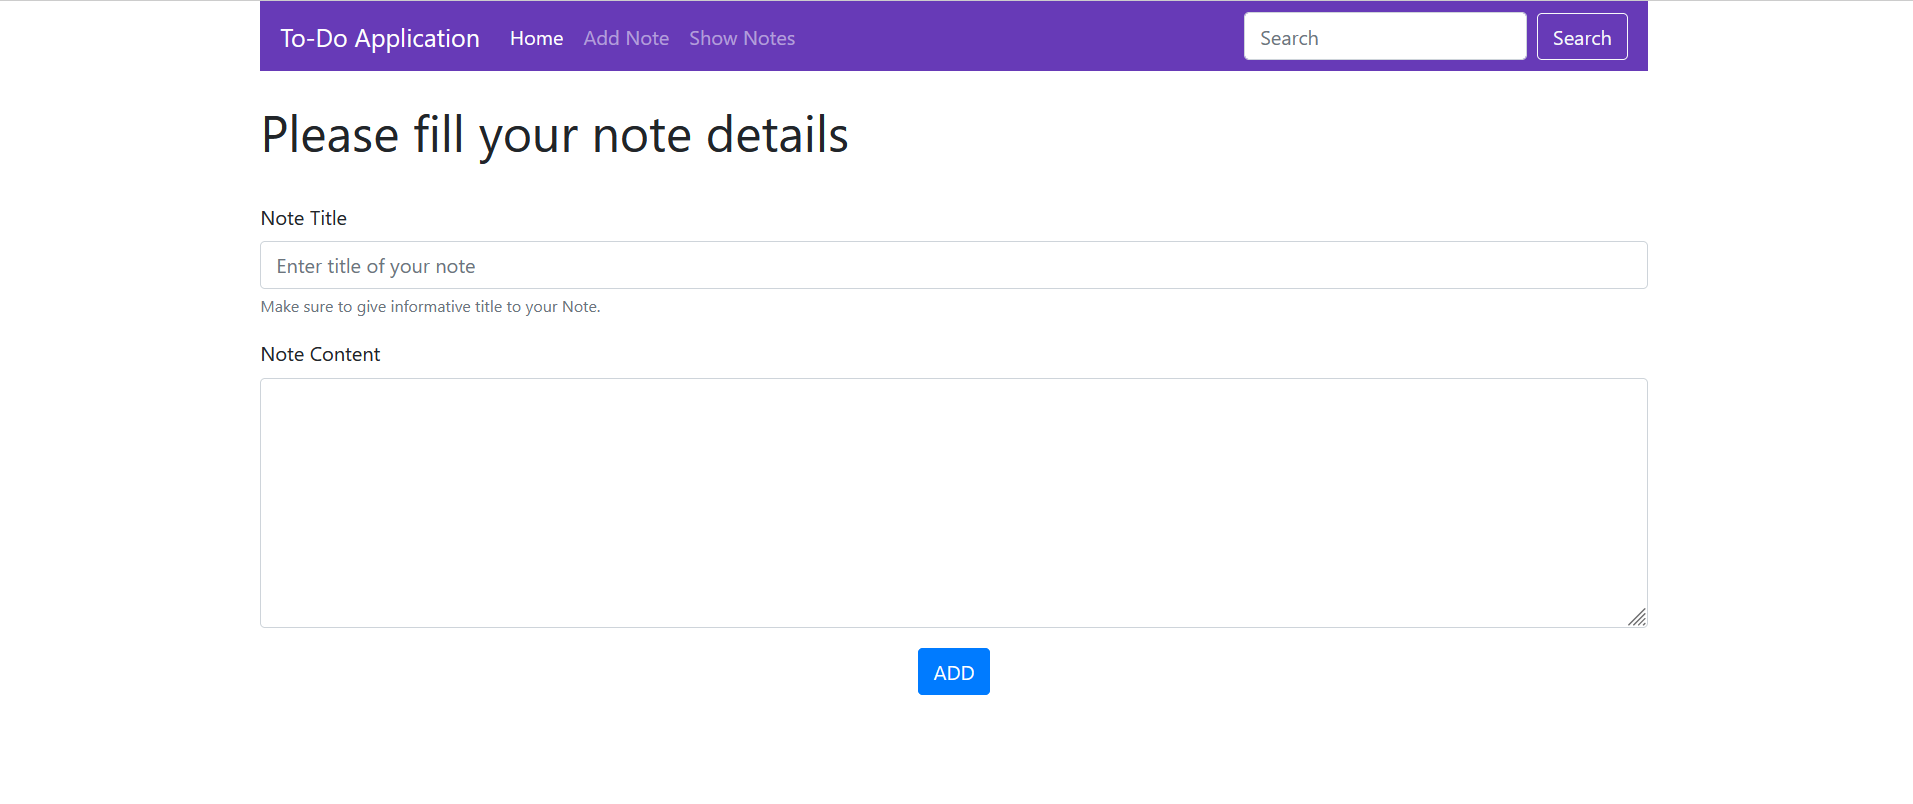 To-Do Application Home Add Note Show Notes Search Search
Please fill your note details
Note Title
Enter title of your note
Make sure to give informative title to your Note.
Note Content
ADD